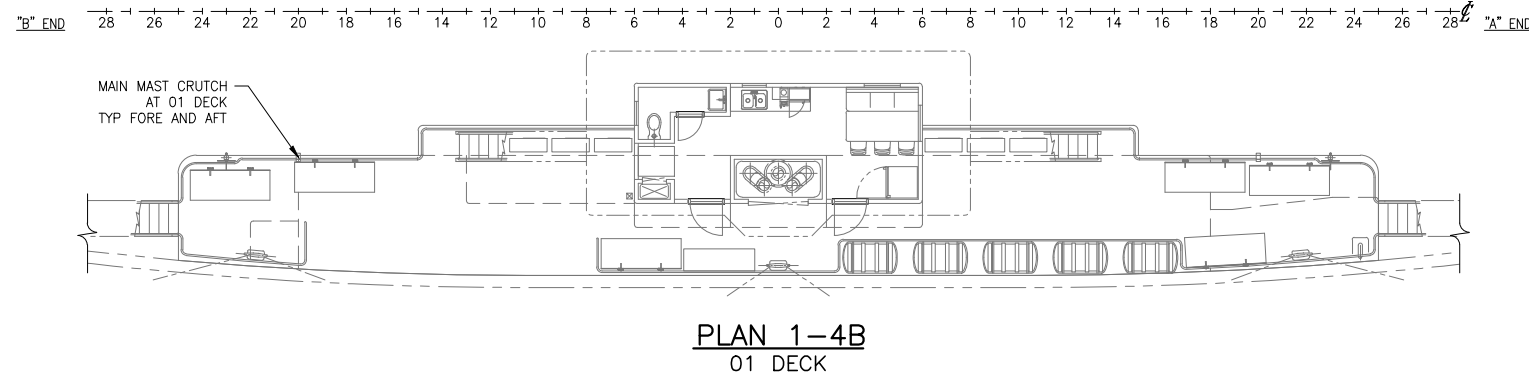 "B" END 28 26 24 22 20 18 16 14 12 10 8 6 4 2 0 2 4 6 8 10 12 14 16 18 20 22 24 26 28 ℄ "A" END
MAIN MAST CRUTCH
AT 01 DECK
TYP FORE AND AFT
PLAN 1-4B
01 DECK